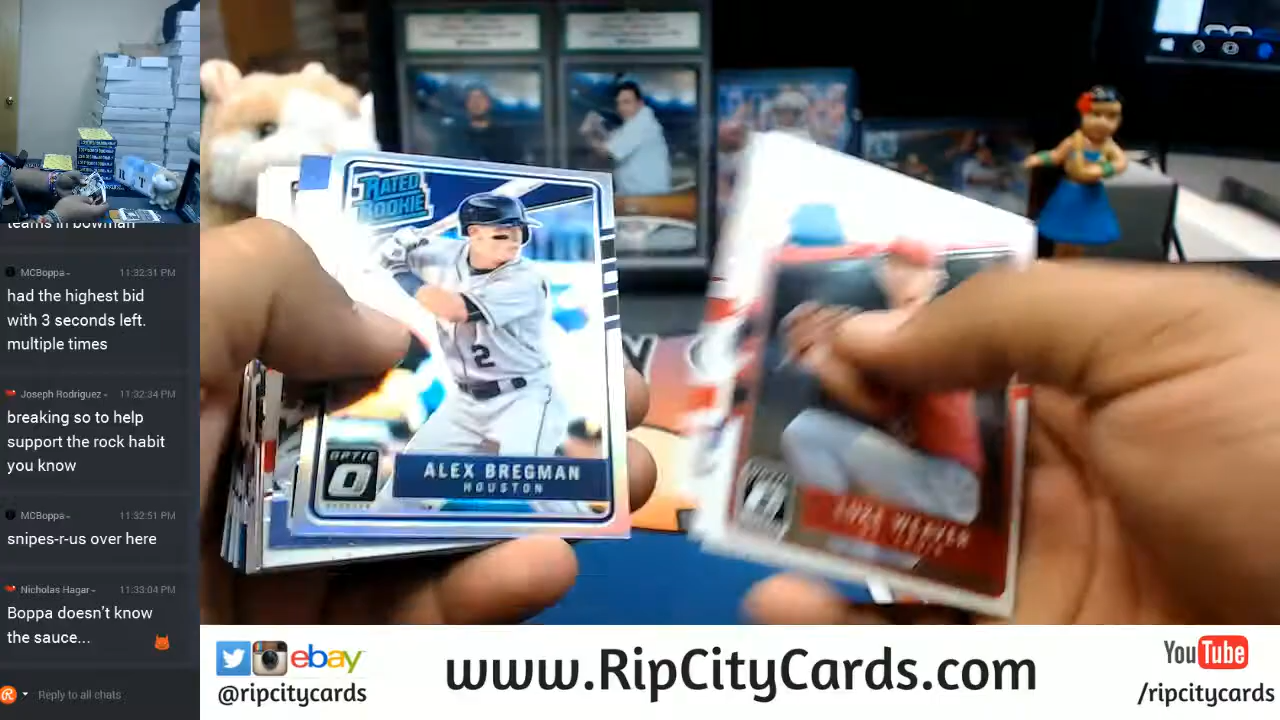 teams in bowman
MCBoppa- 11:32:31 PM
had the highest bid
with 3 seconds left.
multiple times
Joseph Rodriguez- 11:32:34 PM
breaking so to help
support the rock habit
you know
MCBoppa- 11:32:51 PM
snipes-r-us over here
Nicholas Hagar- 11:33:04 PM
Boppa doesn't know
the sauce...
Reply to all chats
RATED
ROOKIE
2
OPTIC
ALEX BREGMAN
HOUSTON
LUKE WEAVER
ebay
@ripcitycards
www.RipCityCards.com
YouTube
/ripcitycards